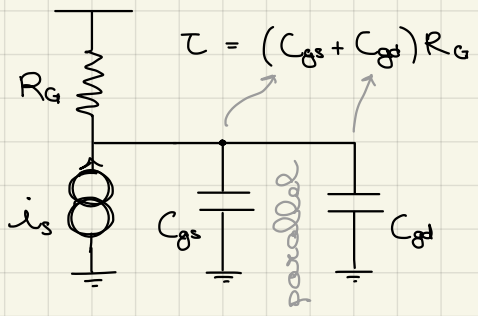 τ = (Cgs + Cgd) RG
RG
is
Cgs
parallel
Cgd